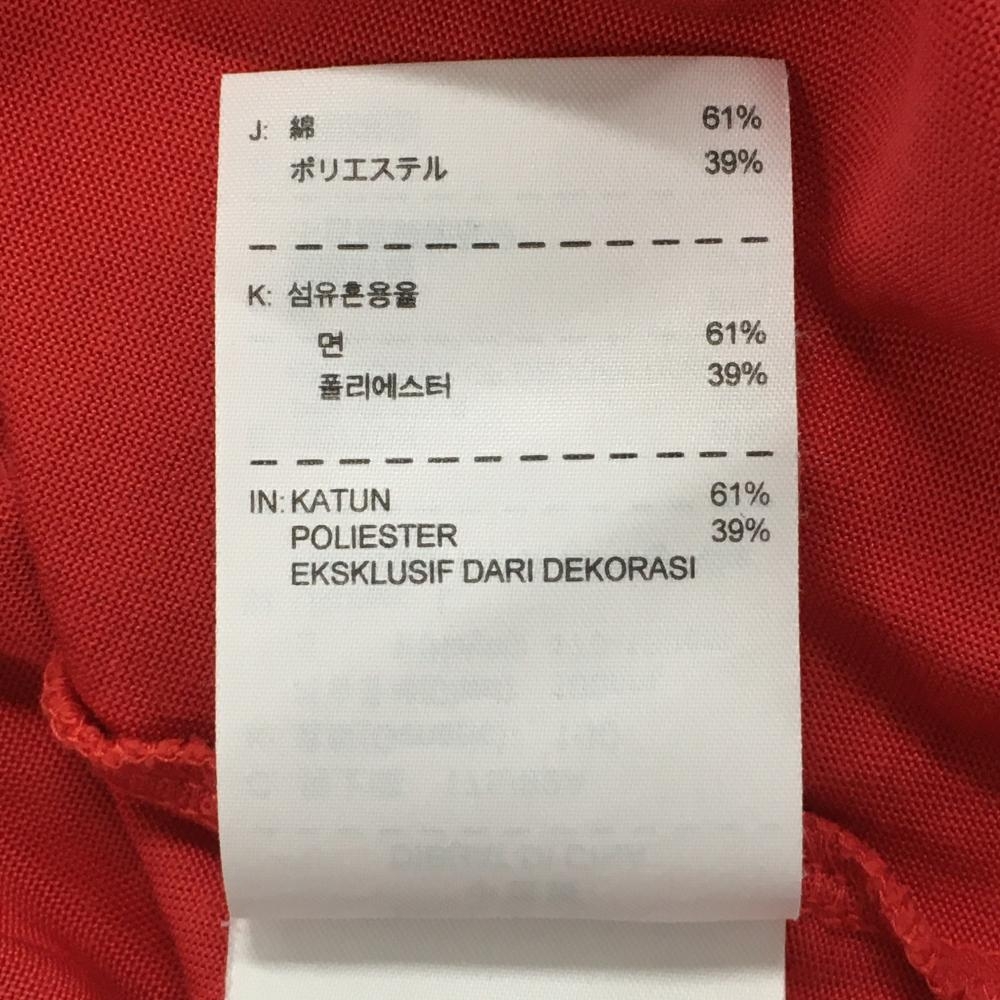 J: 綿 61%
ポリエステル 39%
K: 섬유혼용율
면 61%
폴리에스터 39%
IN: KATUN 61%
POLIESTER 39%
EKSKLUSIF DARI DEKORASI